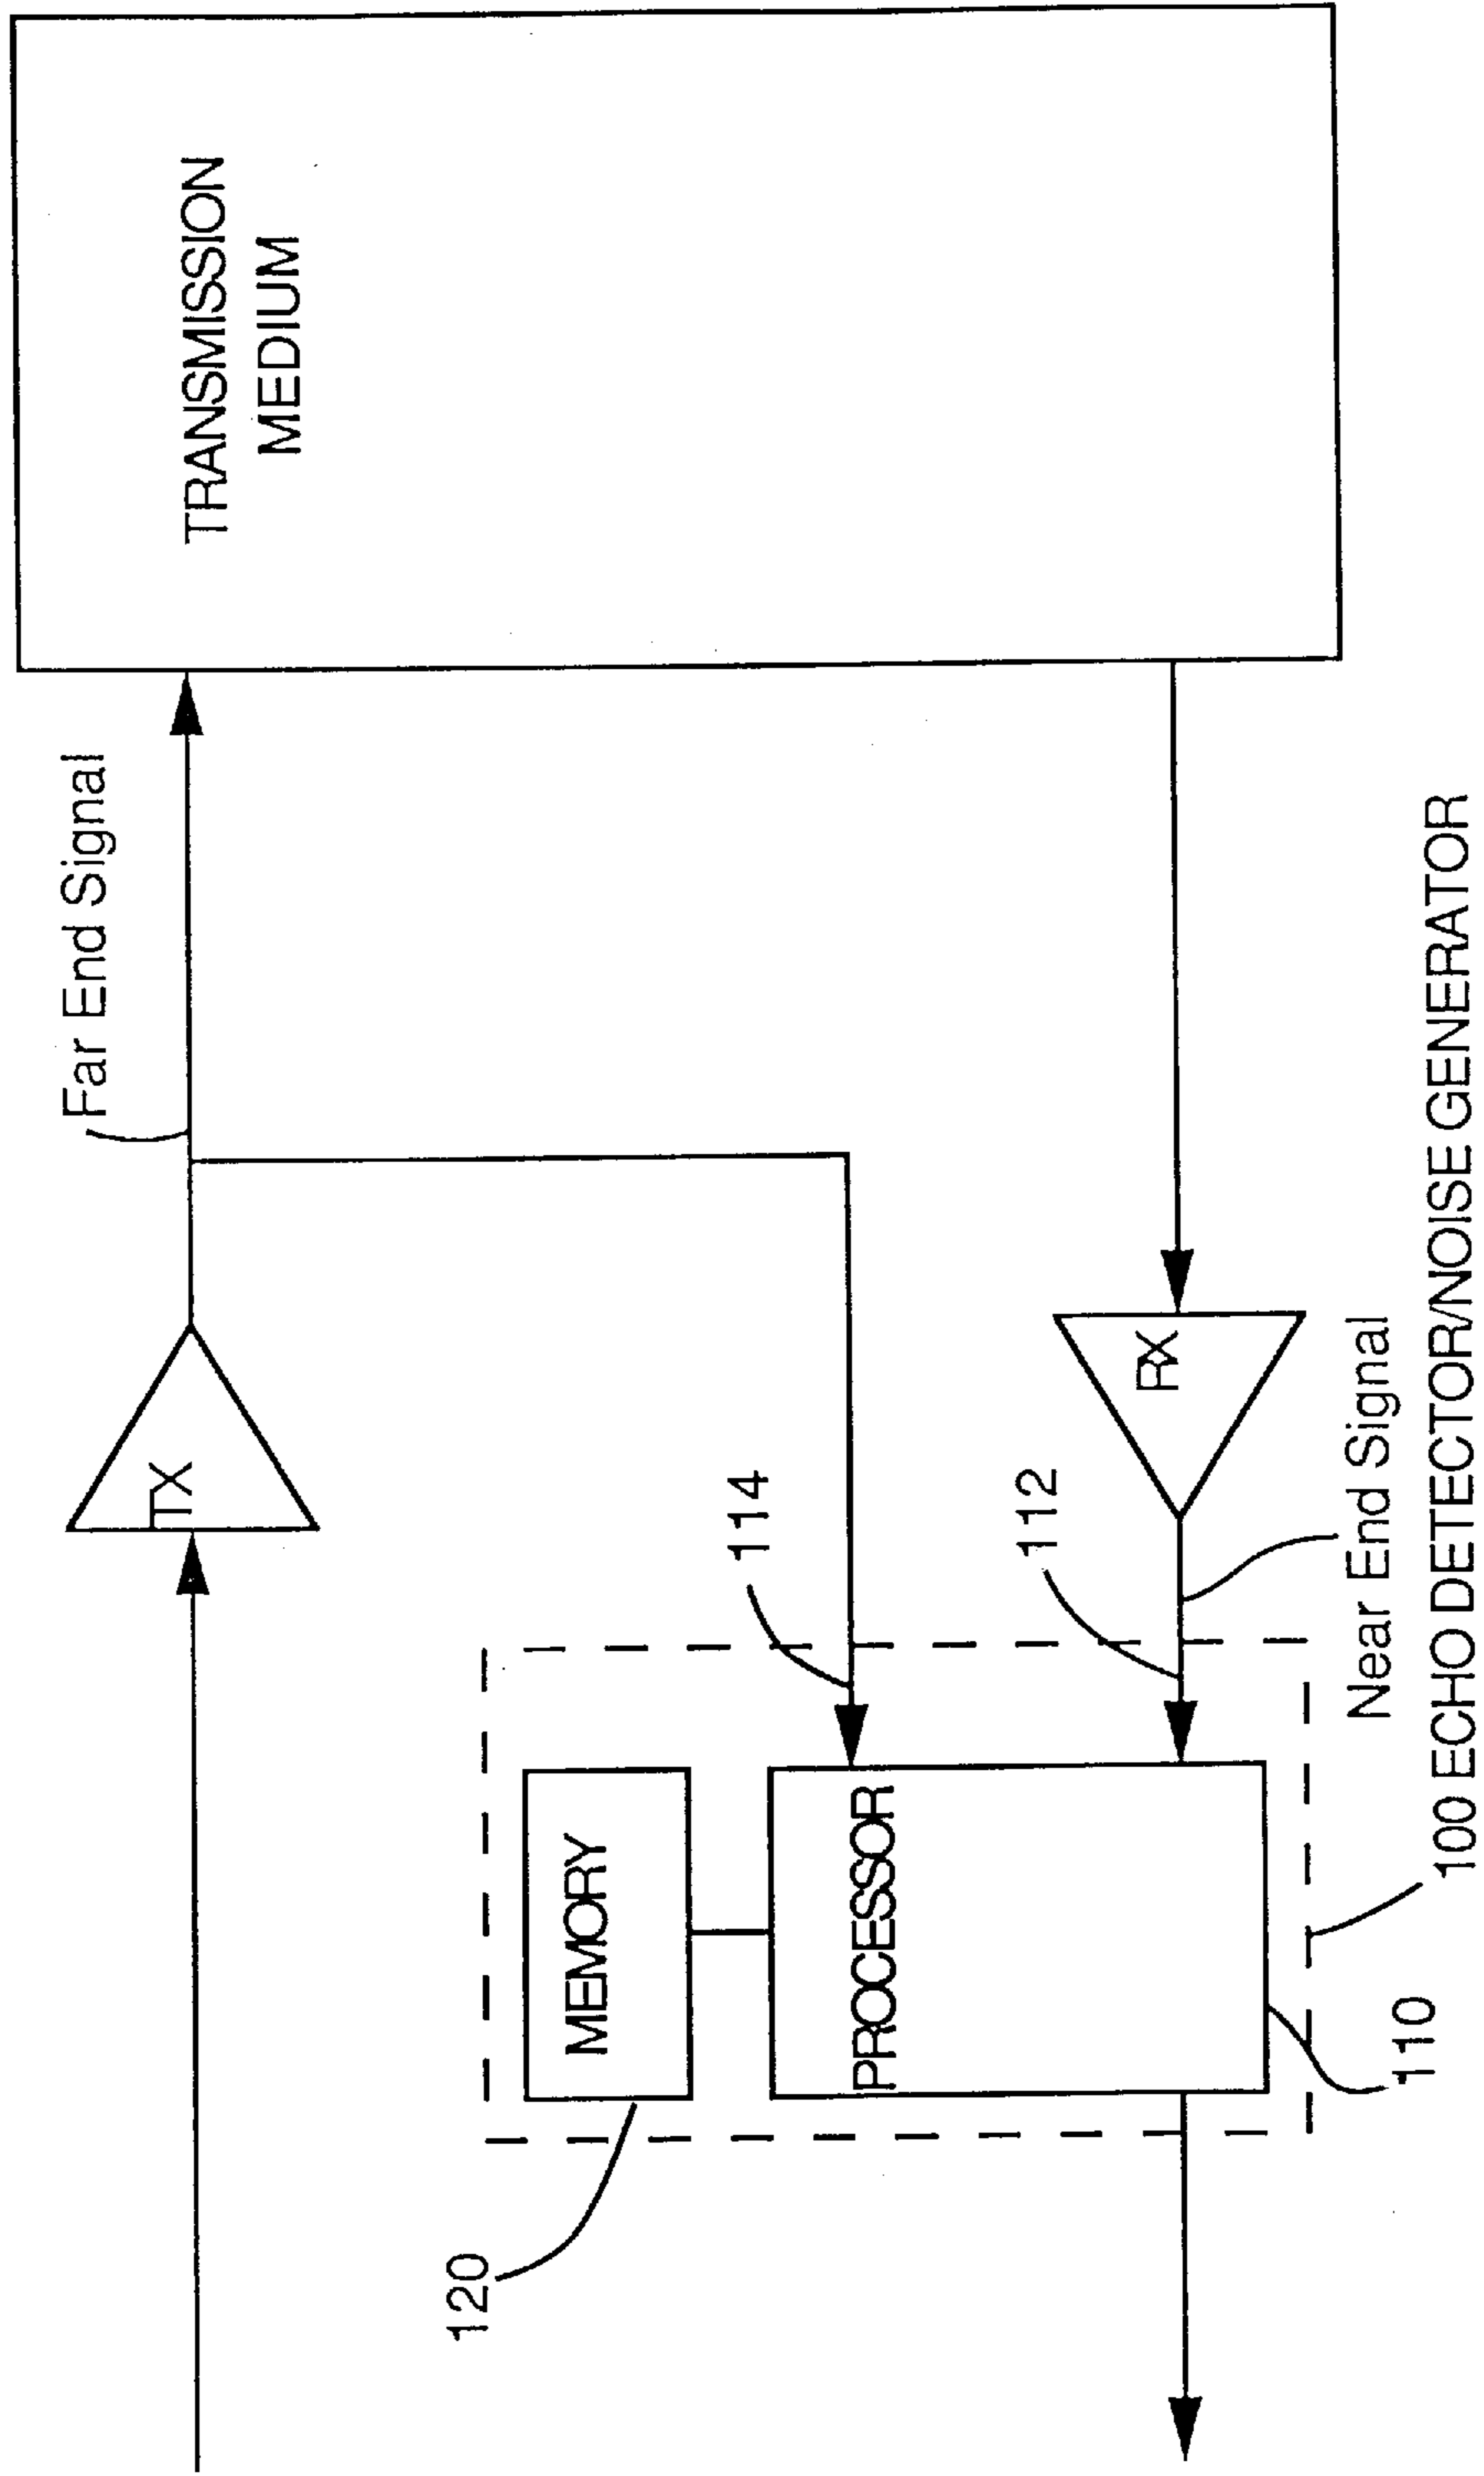 Far End Signal
TX
TRANSMISSION
MEDIUM
120
MEMORY
114
PROCESSOR
112
RX
110
Near End Signal
100 ECHO DETECTOR/NOISE GENERATOR